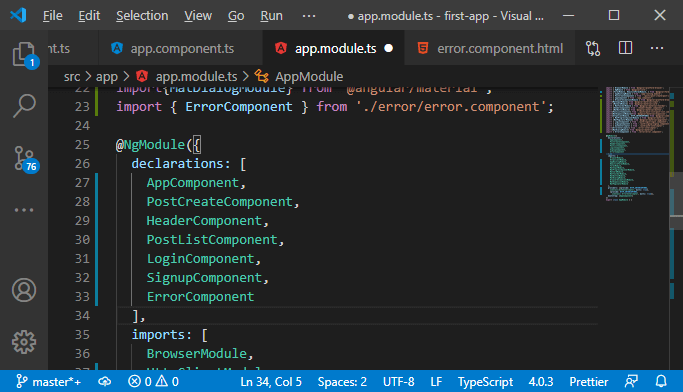 File Edit View Go Run ... ● app.module.ts - first-app - Visual ...
nt.ts app.component.ts app.module.ts ● error.component.html ...
src > app > app.module.ts > AppModule
1
76
22 import{MatDialogModule} from '@angular/material';
23 import { ErrorComponent } from './error/error.component';
24
25 @NgModule({
26 declarations: [
27 AppComponent,
28 PostCreateComponent,
29 HeaderComponent,
30 PostListComponent,
31 LoginComponent,
32 SignupComponent,
33 ErrorComponent
34 ],
35 imports: [
36 BrowserModule,
37
master*+ 0 0 Ln 34, Col 5 Spaces: 2 UTF-8 LF TypeScript 4.0.3 Prettier